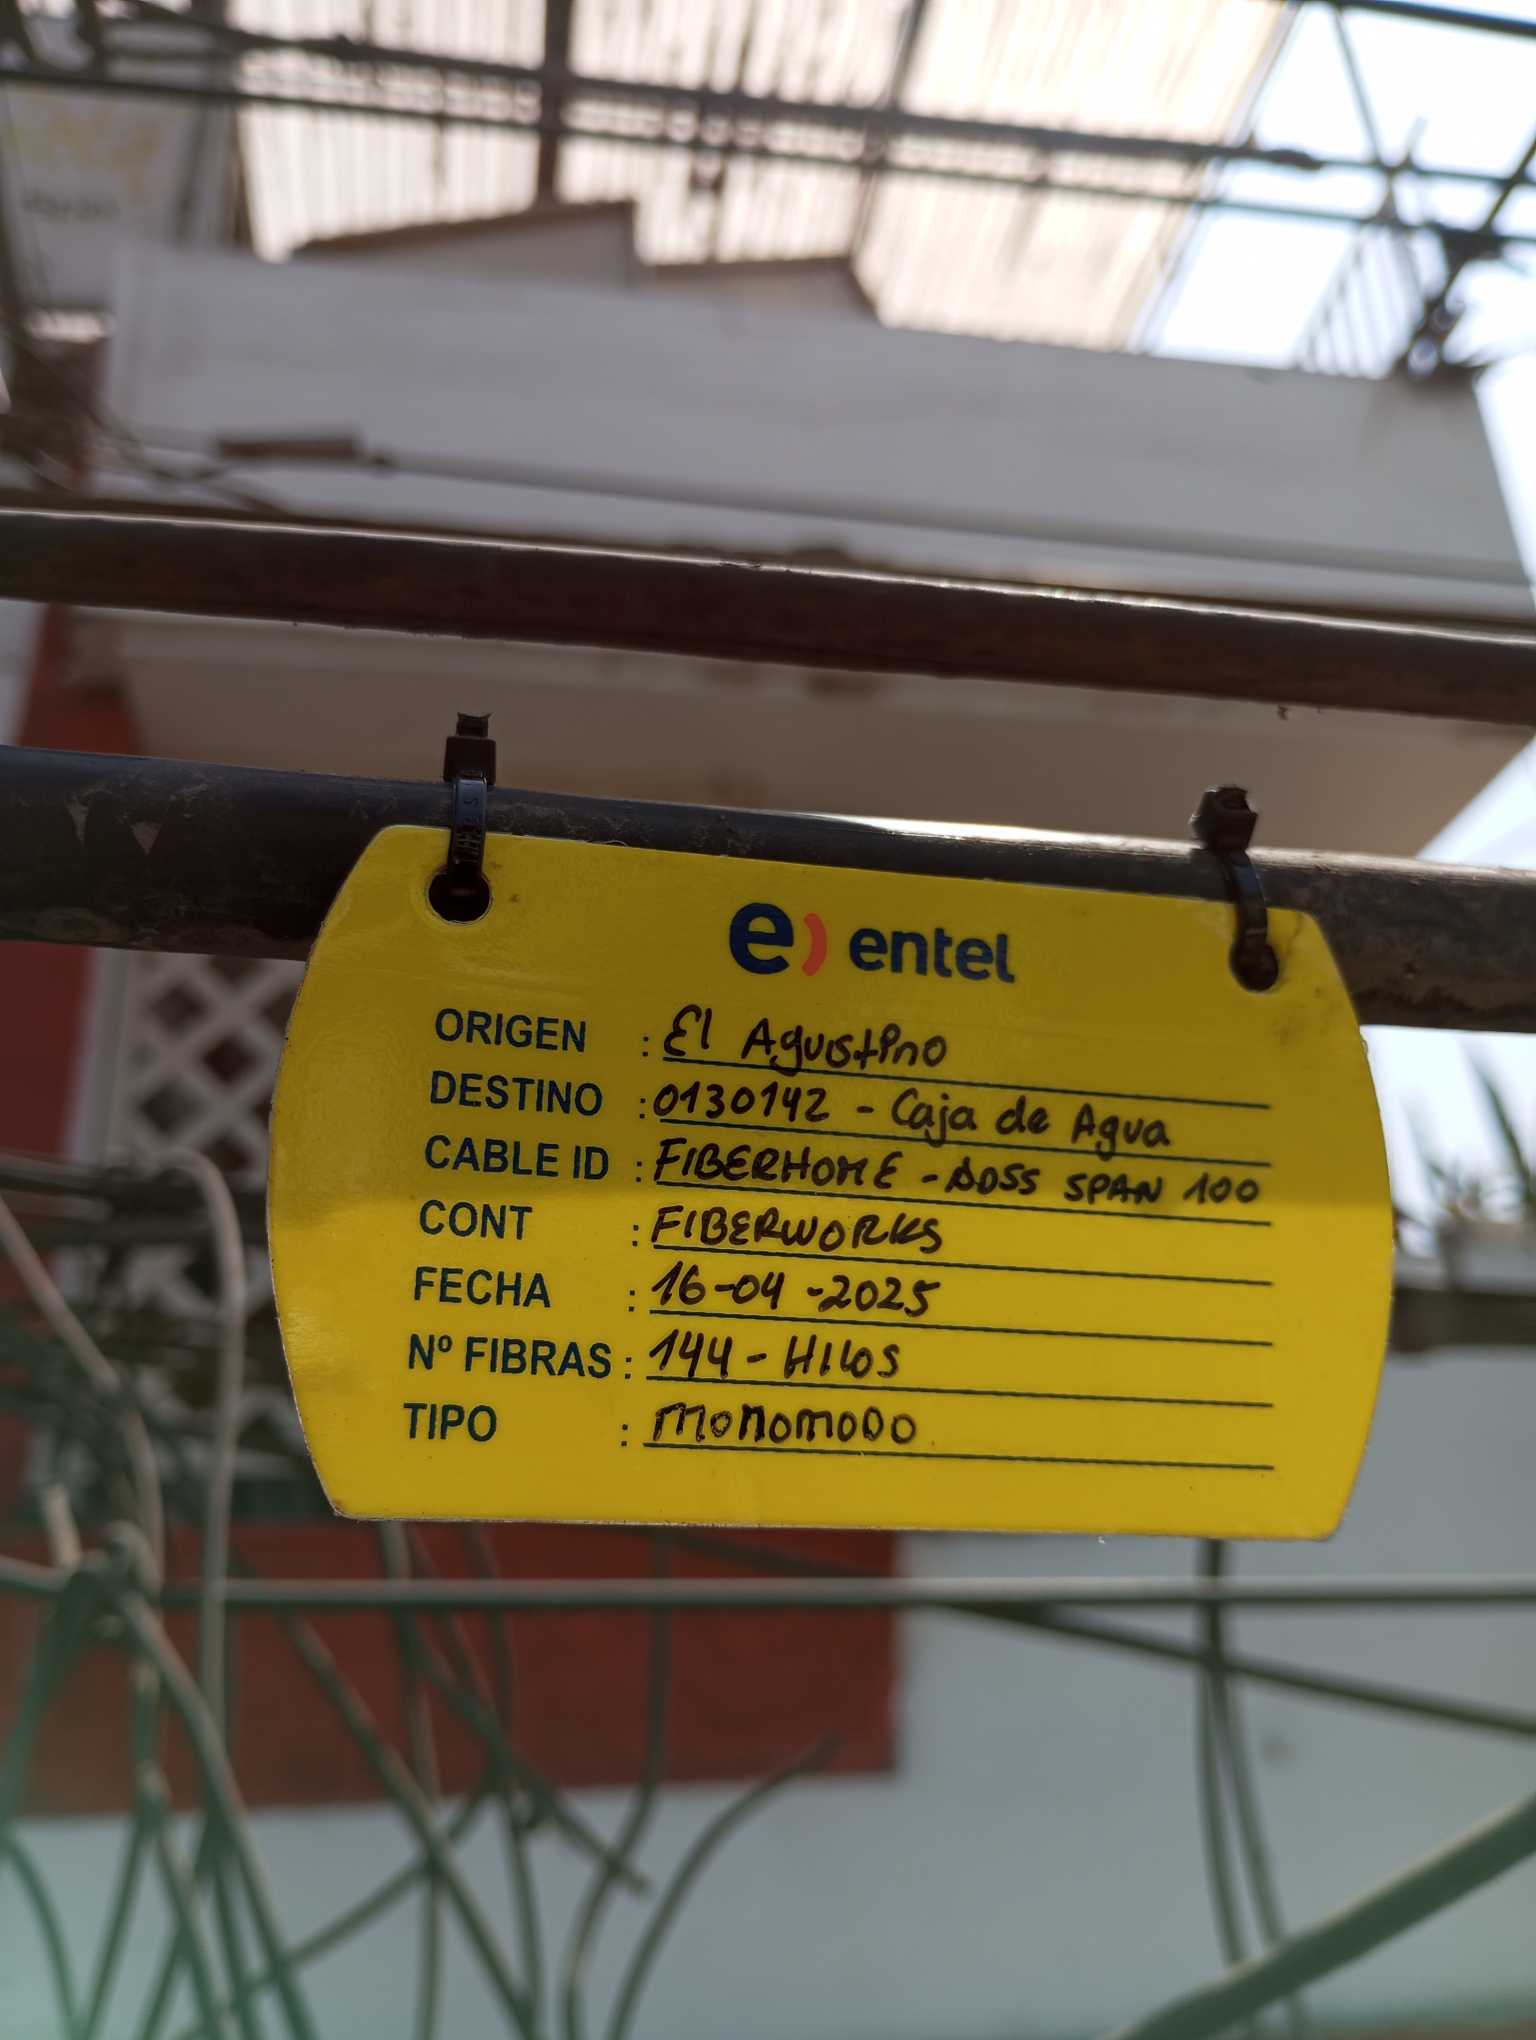 e) entel
ORIGEN : El Agustino
DESTINO : 0130142 - Caja de Agua
CABLE ID : FIBERHOME - ADSS SPAN 100
CONT : FIBERWORKS
FECHA : 16-04-2025
Nº FIBRAS : 144 - HILOS
TIPO : MONOMODO